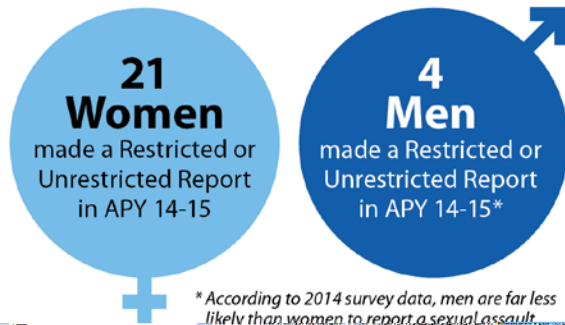 21
Women
made a Restricted or
Unrestricted Report
in APY 14-15
4
Men
made a Restricted or
Unrestricted Report
in APY 14-15*
* According to 2014 survey data, men are far less
likely than women to report a sexual assault